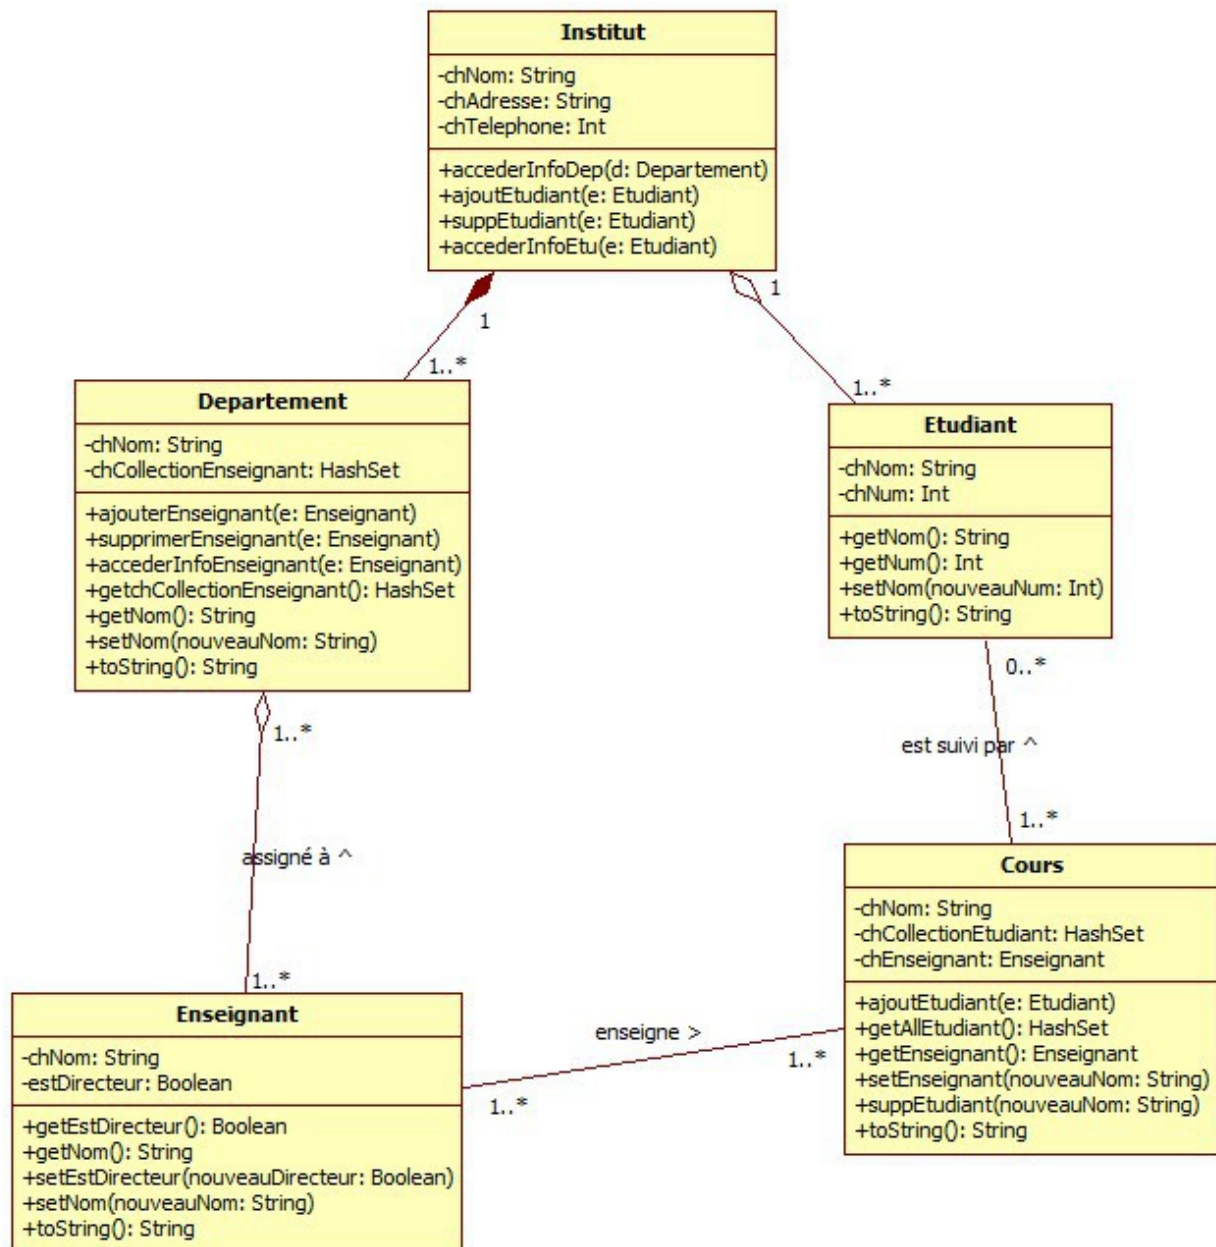 Institut
-chNom: String
-chAdresse: String
-chTelephone: Int
+accederInfoDep(d: Departement)
+ajoutEtudiant(e: Etudiant)
+suppEtudiant(e: Etudiant)
+accederInfoEtu(e: Etudiant)
1
1
1..*
1..*
Departement
-chNom: String
-chCollectionEnseignant: HashSet
+ajouterEnseignant(e: Enseignant)
+supprimerEnseignant(e: Enseignant)
+accederInfoEnseignant(e: Enseignant)
+getchCollectionEnseignant(): HashSet
+getNom(): String
+setNom(nouveauNom: String)
+toString(): String
Etudiant
-chNom: String
-chNum: Int
+getNom(): String
+getNum(): Int
+setNom(nouveauNum: Int)
+toString(): String
1..*
assigné à ^
1..*
0..*
est suivi par ^
1..*
Enseignant
-chNom: String
-estDirecteur: Boolean
+getEstDirecteur(): Boolean
+getNom(): String
+setEstDirecteur(nouveauDirecteur: Boolean)
+setNom(nouveauNom: String)
+toString(): String
enseigne >
1..*
1..*
Cours
-chNom: String
-chCollectionEtudiant: HashSet
-chEnseignant: Enseignant
+ajoutEtudiant(e: Etudiant)
+getAllEtudiant(): HashSet
+getEnseignant(): Enseignant
+setEnseignant(nouveauNom: String)
+suppEtudiant(nouveauNom: String)
+toString(): String